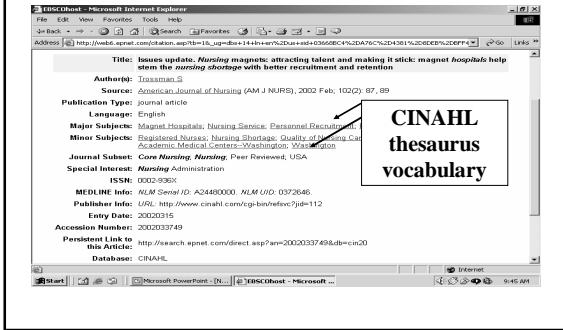 EBSCOhost - Microsoft Internet Explorer
File Edit View Favorites Tools Help
Back Search Favorites
Address http://web6.epnet.com/citation.asp?tb=1&_ug=dbs+14+ln+en%2Dus+sid+03668BC4%2DA76C%2D4381%2D8DEB%2DBFF4 Go Links
Title: Issues update. Nursing magnets: attracting talent and making it stick: magnet hospitals help
stem the nursing shortage with better recruitment and retention
Author(s): Trossman S
Source: American Journal of Nursing (AM J NURS), 2002 Feb; 102(2): 87, 89
Publication Type: journal article
Language: English
Major Subjects: Magnet Hospitals; Nursing Service; Personnel Recruitment;
Minor Subjects: Registered Nurses; Nursing Shortage; Quality of Nursing Car
Academic Medical Centers--Washington; Washington
Journal Subset: Core Nursing; Nursing; Peer Reviewed; USA
Special Interest: Nursing Administration
ISSN: 0002-936X
MEDLINE Info: NLM Serial ID: A24480000. NLM UID: 0372646.
Publisher Info: URL: http://www.cinahl.com/cgi-bin/refsvc?jid=112
Entry Date: 20020315
Accession Number: 2002033749
Persistent Link to
this Article: http://search.epnet.com/direct.asp?an=2002033749&db=cin20
Database: CINAHL
CINAHL
thesaurus
vocabulary
Internet
Start Microsoft PowerPoint - [N... EBSCOhost - Microsoft ... 9:45 AM